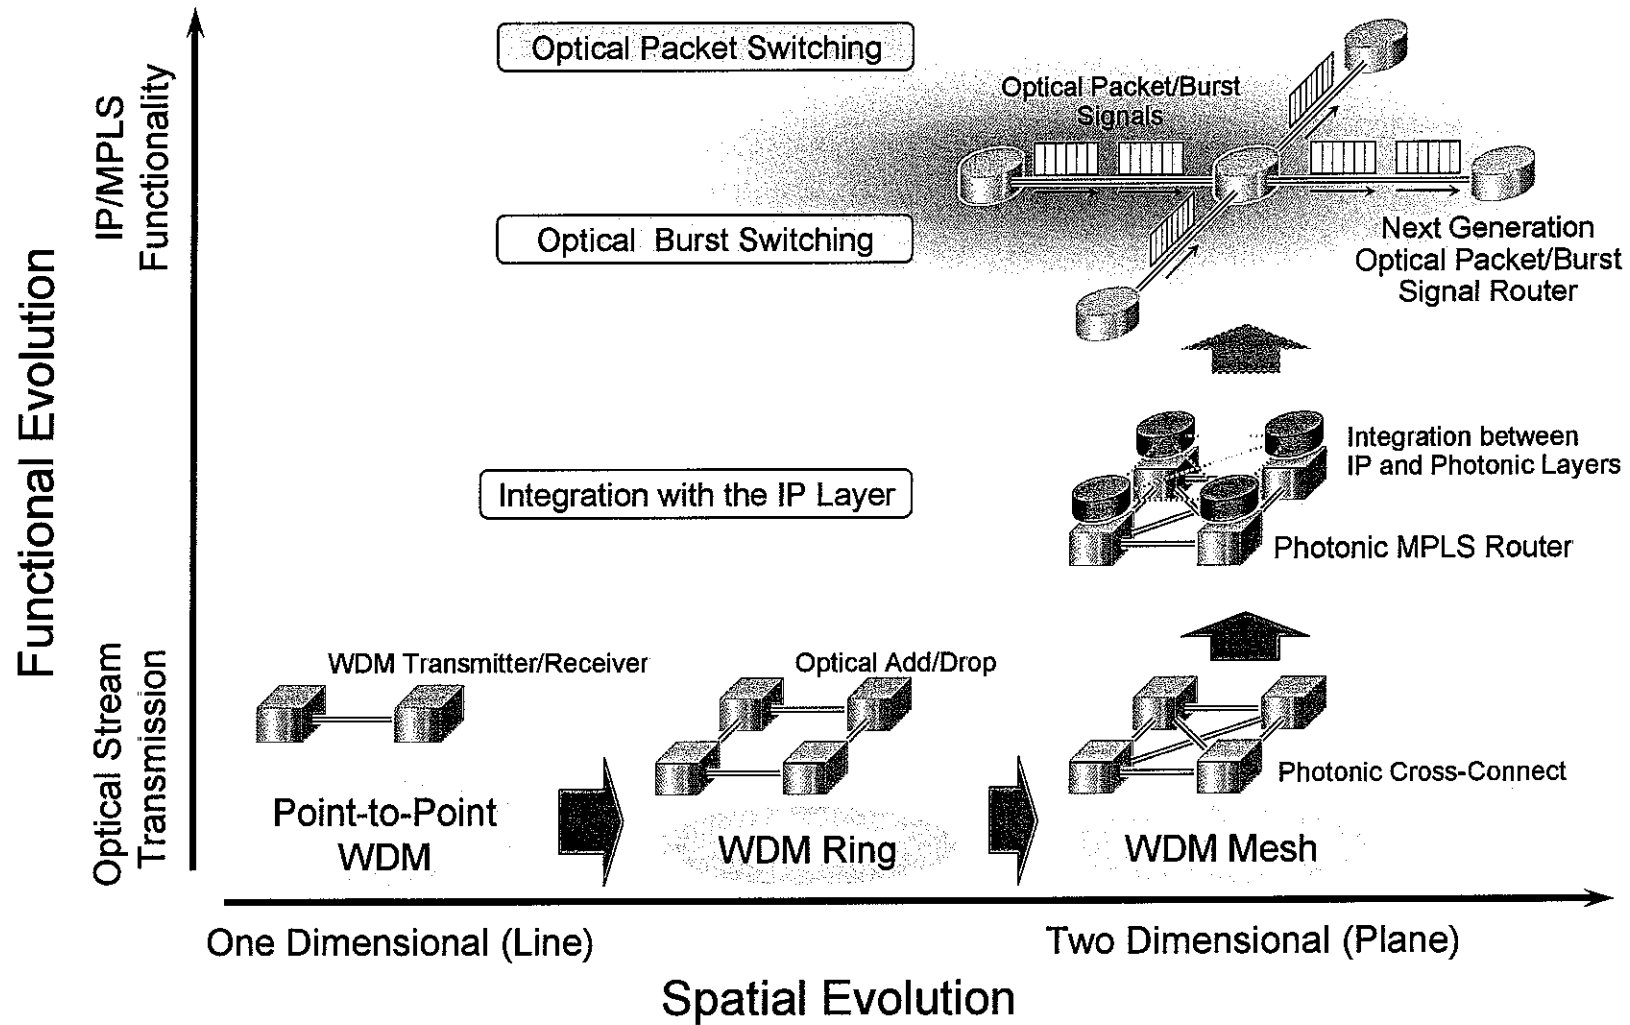 Optical Packet Switching
Optical Packet/Burst
Signals
IP/MPLS
Functionality
Optical Burst Switching
Next Generation
Optical Packet/Burst
Signal Router
Functional Evolution
Integration with the IP Layer
Integration between
IP and Photonic Layers
Photonic MPLS Router
Optical Stream
Transmission
WDM Transmitter/Receiver
Optical Add/Drop
Photonic Cross-Connect
Point-to-Point
WDM
WDM Ring
WDM Mesh
One Dimensional (Line)
Two Dimensional (Plane)
Spatial Evolution